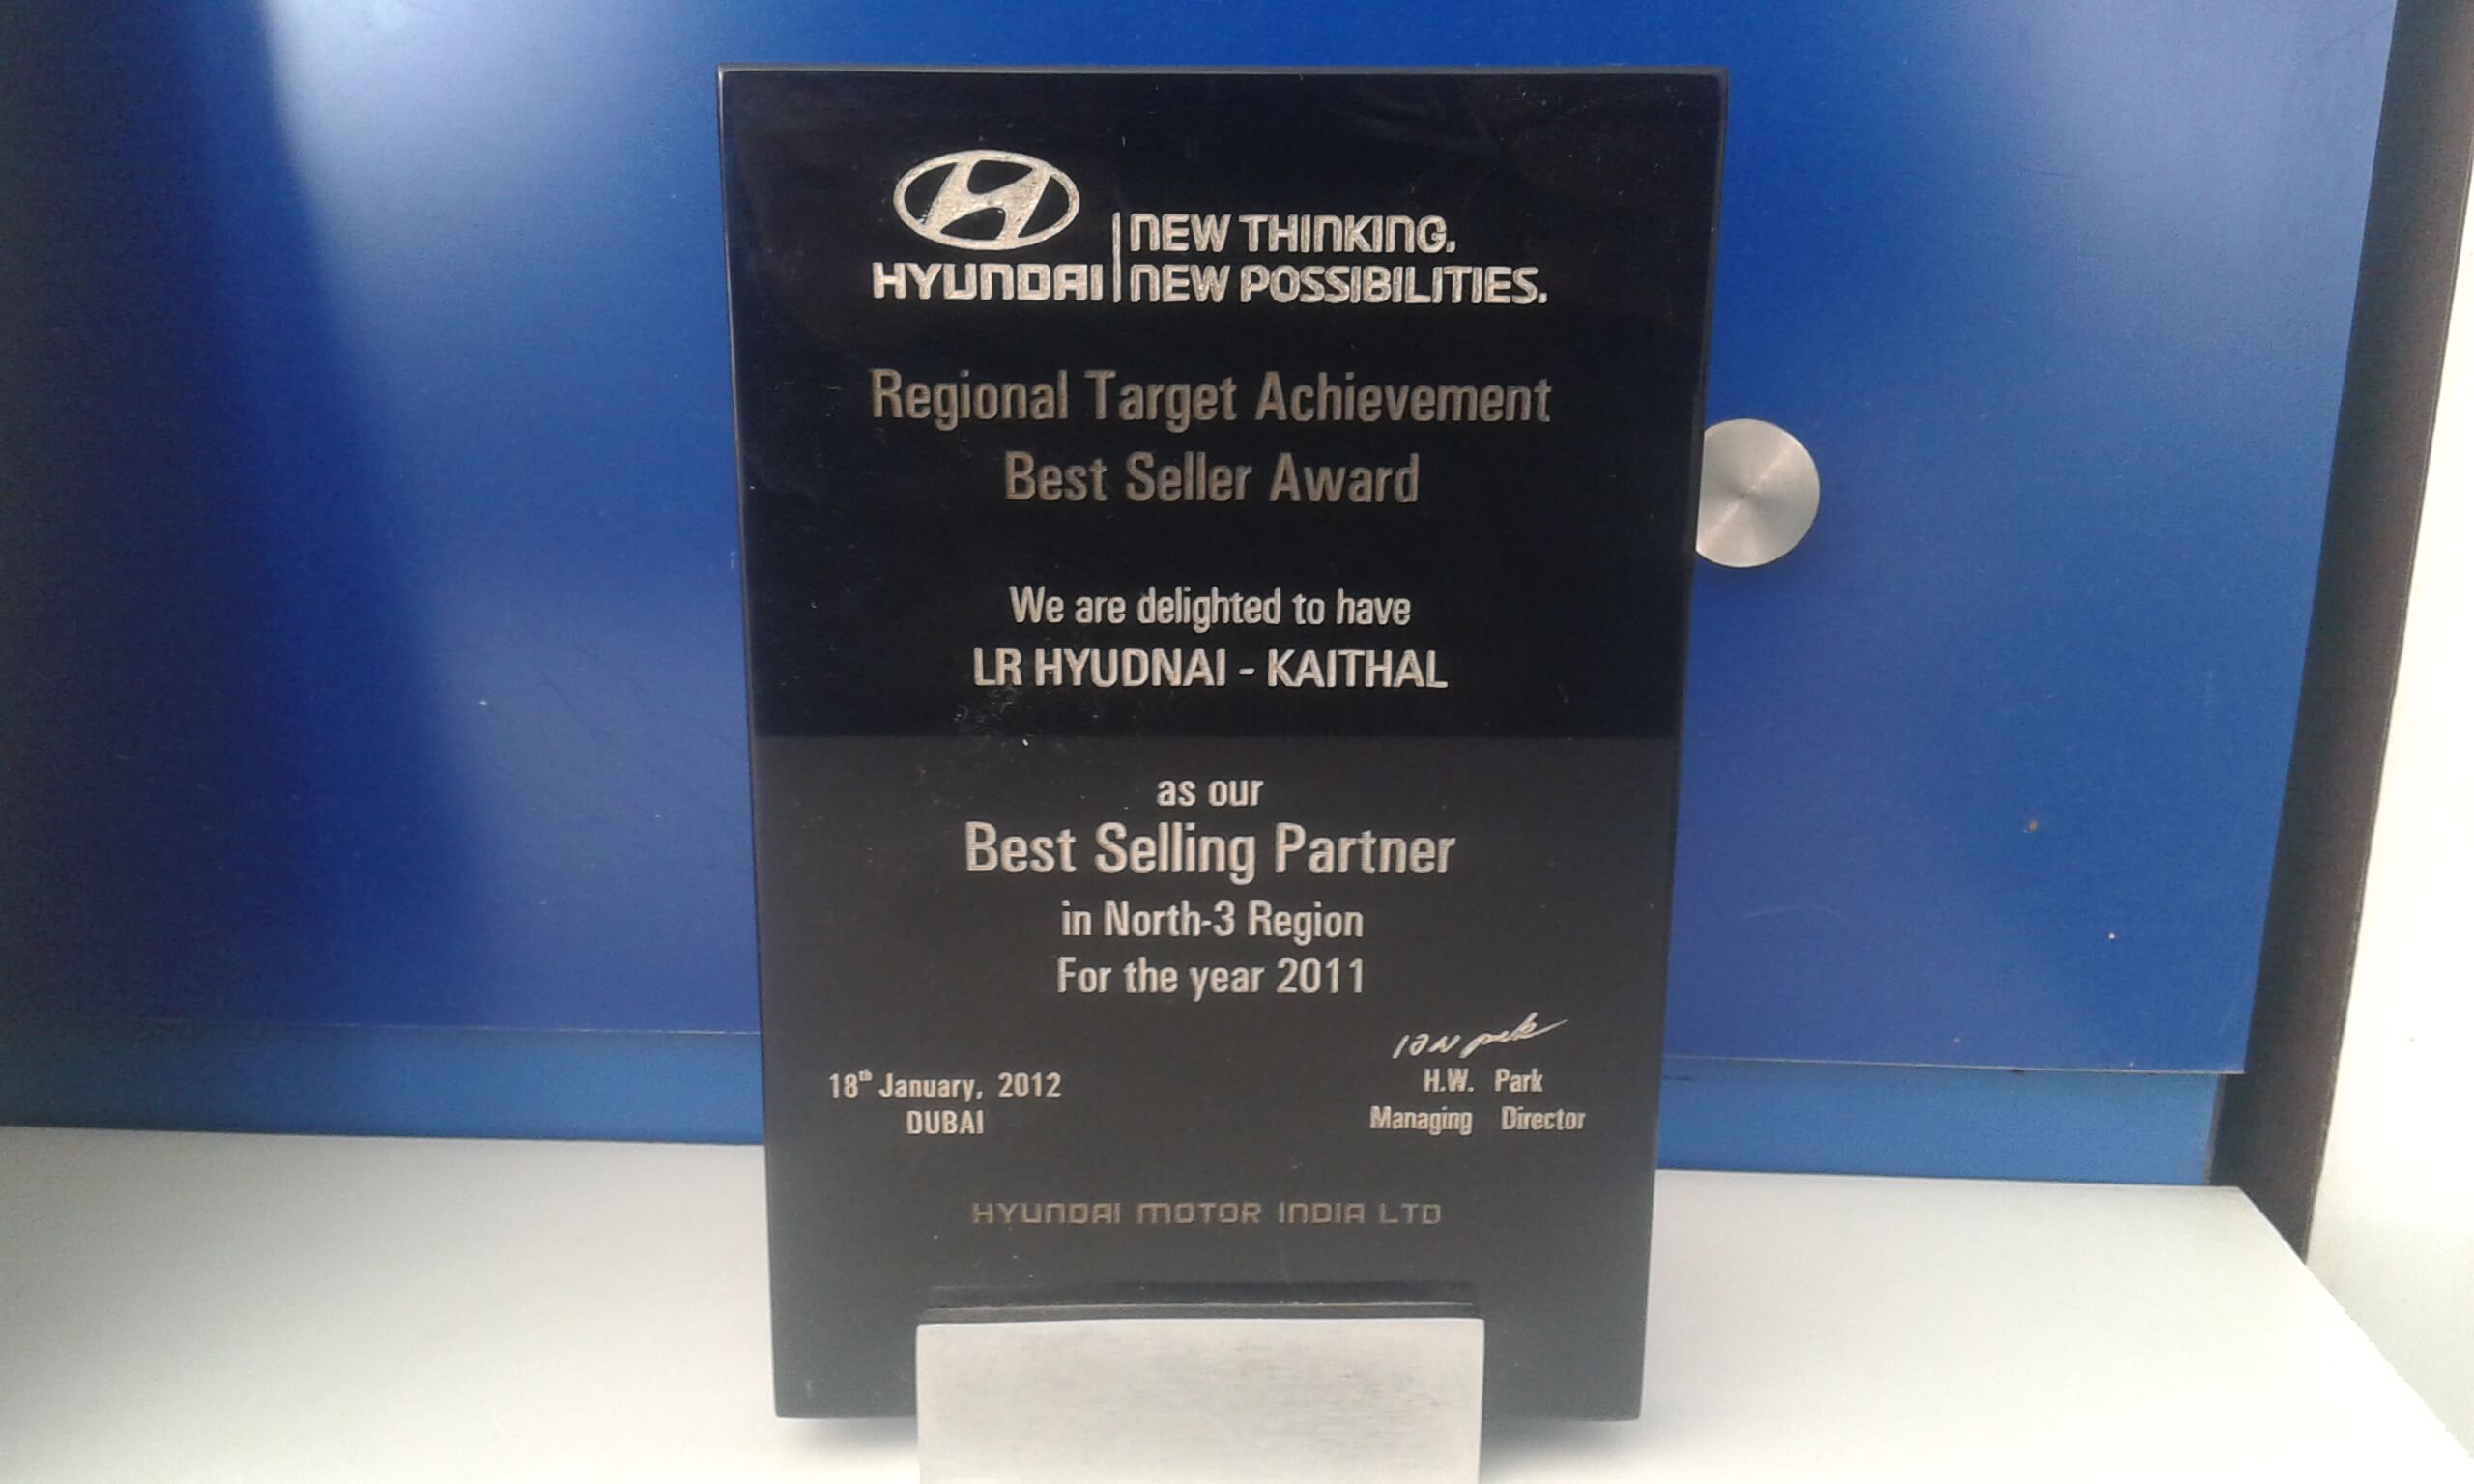 HYUNDAI
NEW THINKING.
NEW POSSIBILITIES.
Regional Target Achievement
Best Seller Award
We are delighted to have
LR HYUDNAI - KAITHAL
as our
Best Selling Partner
in North-3 Region
For the year 2011
18th January, 2012
DUBAI
H.W. Park
Managing Director
HYUNDAI MOTOR INDIA LTD